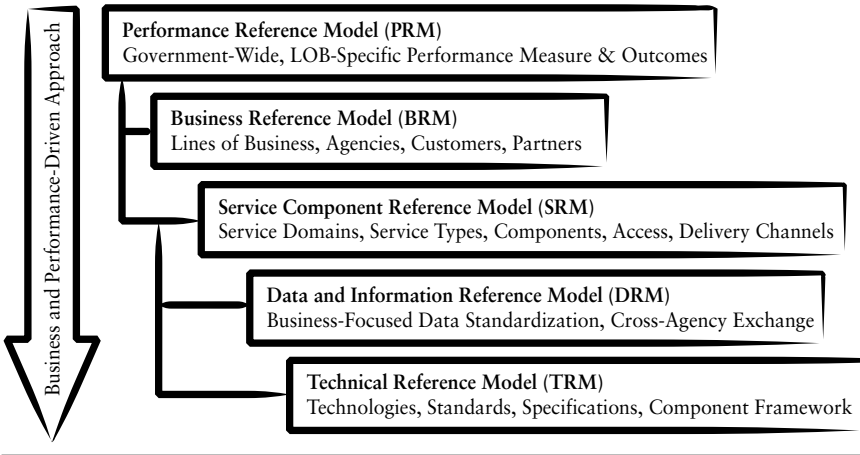 Business and Performance-Driven Approach
Performance Reference Model (PRM)
Government-Wide, LOB-Specific Performance Measure & Outcomes
Business Reference Model (BRM)
Lines of Business, Agencies, Customers, Partners
Service Component Reference Model (SRM)
Service Domains, Service Types, Components, Access, Delivery Channels
Data and Information Reference Model (DRM)
Business-Focused Data Standardization, Cross-Agency Exchange
Technical Reference Model (TRM)
Technologies, Standards, Specifications, Component Framework